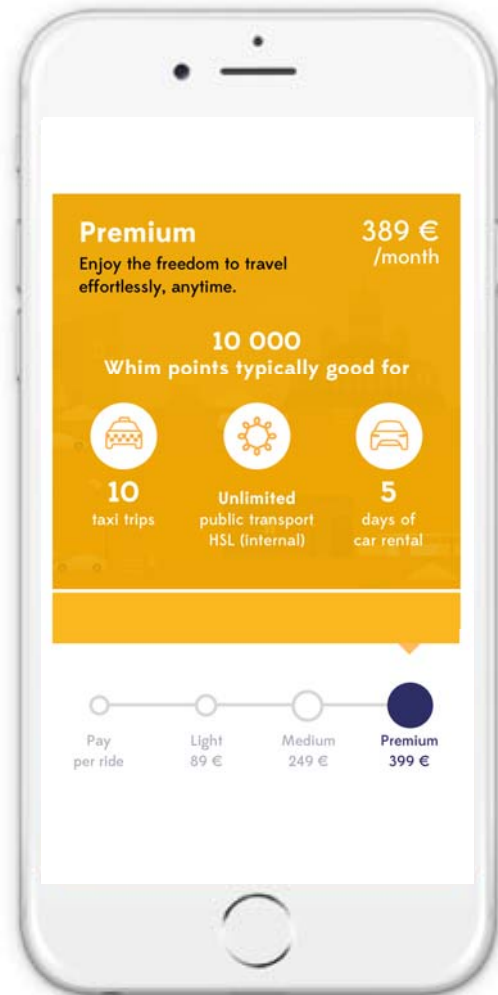 Premium
389 €
/month
Enjoy the freedom to travel
effortlessly, anytime.
10 000
Whim points typically good for
10
taxi trips
Unlimited
public transport
HSL (internal)
5
days of
car rental
Pay
per ride
Light
89 €
Medium
249 €
Premium
399 €